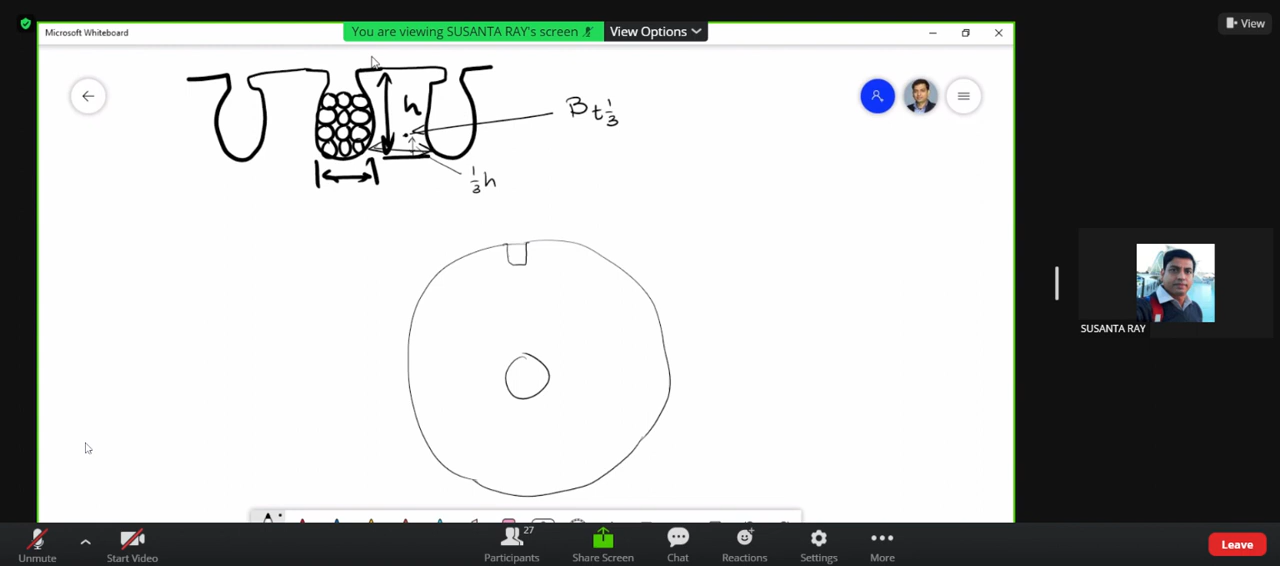 You are viewing SUSANTA RAY's screen
View Options
View
Microsoft Whiteboard
h
B t 1/3
1/3 h
SUSANTA RAY
Unmute
Start Video
27
Participants
Share Screen
Chat
Reactions
Settings
More
Leave